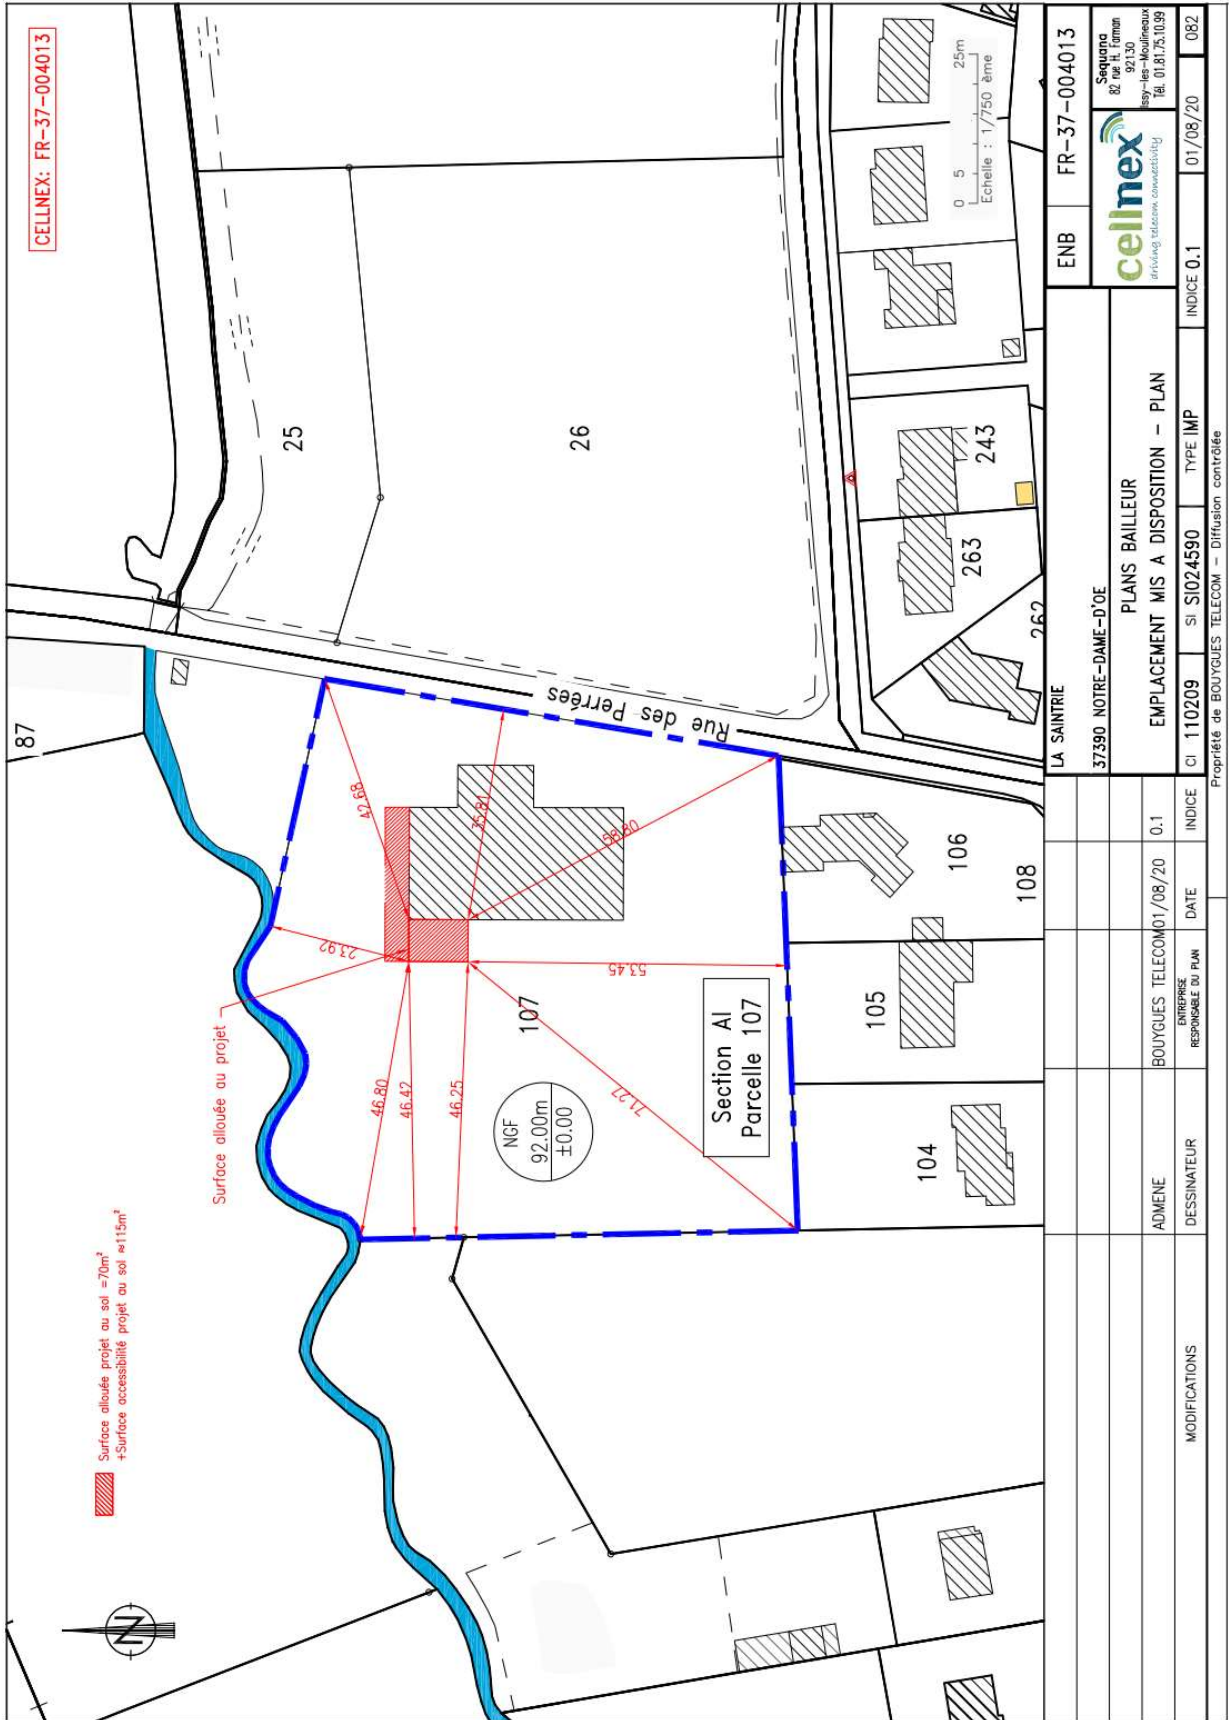 CELLNEX: FR-37-004013
Surface allouée projet au sol =70m²
+Surface accessibilité projet au sol ≈115m²
N
Surface allouée au projet
87
25
26
Rue des Perrées
42.68
35.81
58.80
23.92
53.45
46.80
46.42
46.25
71.27
107
NGF
92.00m
±0.00
Section AI
Parcelle 107
104
105
106
108
262
263
243
0 5 25m
Echelle : 1/750 ème
MODIFICATIONS
DESSINATEUR
ENTREPRISE
RESPONSABLE DU PLAN
DATE
INDICE
ADMENE
BOUYGUES TELECOM
01/08/20
0.1
LA SAINTRIE
37390 NOTRE-DAME-D'OE
ENB
FR-37-004013
PLANS BAILLEUR
EMPLACEMENT MIS A DISPOSITION - PLAN
cellnex
driving telecom connectivity
Sequana
82 rue H. Farman
92130
Issy-les-Moulineaux
Tél. 01.81.75.10.99
CI 110209
SI SI024590
TYPE IMP
INDICE 0.1
01/08/20
082
Propriété de BOUYGUES TELECOM - Diffusion contrôlée